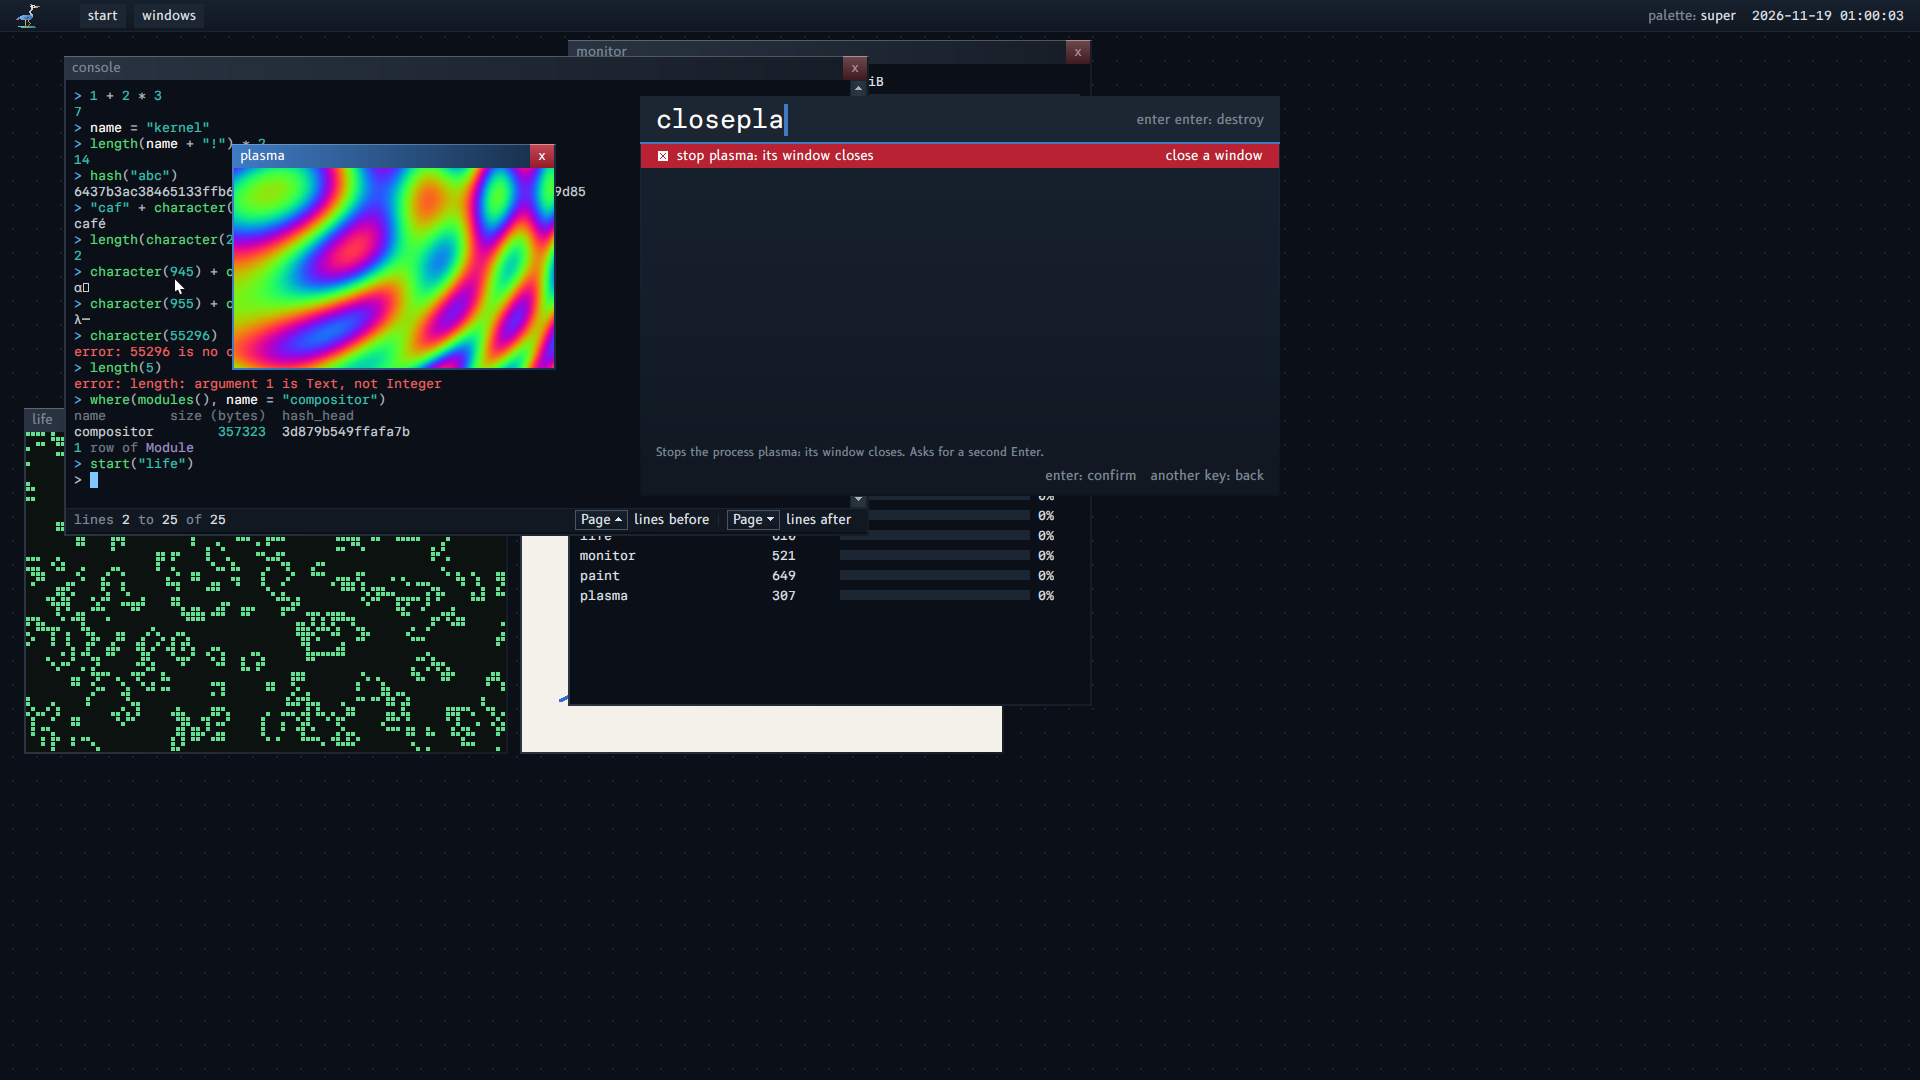 start windows palette: super 2026-11-19 01:00:03
monitor x
console x
iB
> 1 + 2 * 3
7
> name = "kernel"
> length(name + "!") * 2
14
> hash("abc")
6437b3ac38465133ffb6 9d85
> "caf" + character(
café
> length(character(2
2
> character(945) + c
α
> character(955) + c
λ—
> character(55296)
error: 55296 is no c
> length(5)
error: length: argument 1 is Text, not Integer
> where(modules(), name = "compositor")
name size (bytes) hash_head
compositor 357323 3d879b549ffafa7b
1 row of Module
> start("life")
>
lines 2 to 25 of 25 Page lines before Page lines after
plasma x
closepla enter enter: destroy
stop plasma: its window closes close a window
Stops the process plasma: its window closes. Asks for a second Enter.
enter: confirm another key: back
life
0%
0%
life 610 0%
monitor 521 0%
paint 649 0%
plasma 307 0%